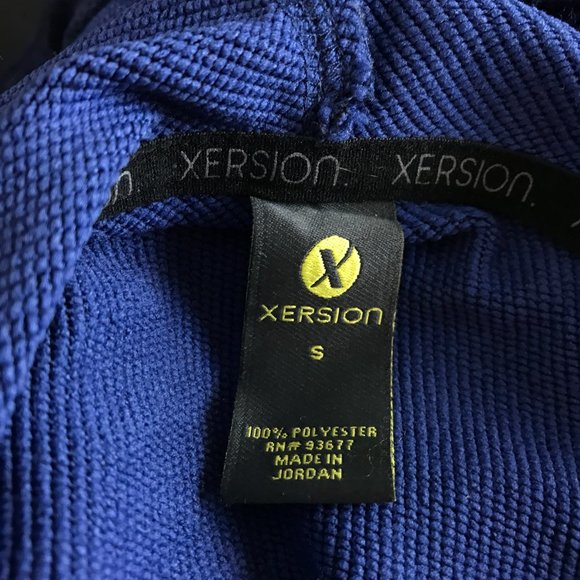 XERSION. XERSION.
X
XERSION
S
100% POLYESTER
RN# 93677
MADE IN
JORDAN